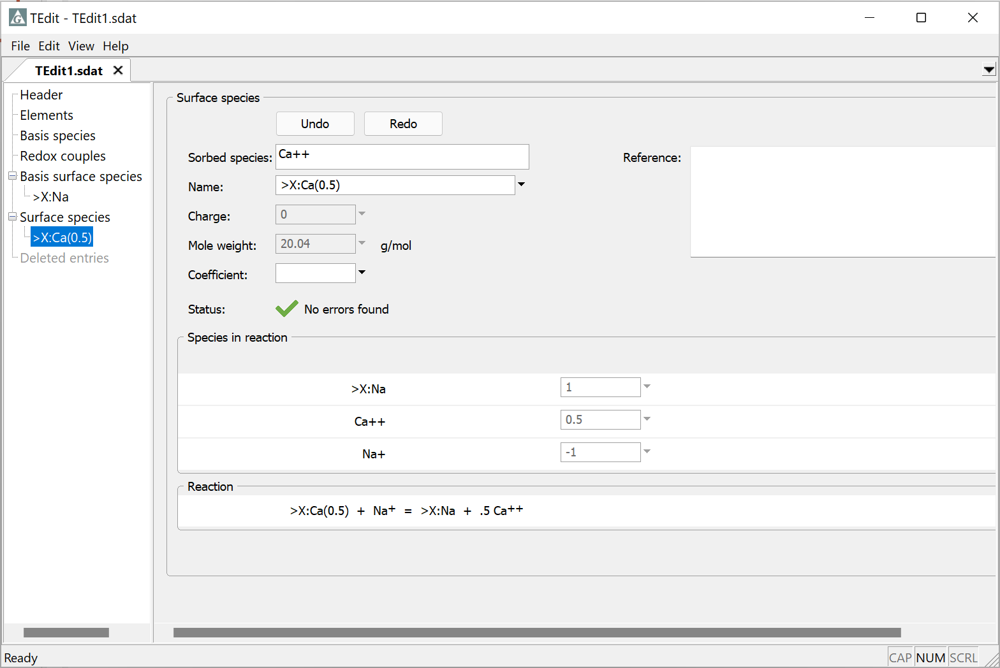 TEdit - TEdit1.sdat
File Edit View Help
TEdit1.sdat
Header
Elements
Basis species
Redox couples
Basis surface species
>X:Na
Surface species
>X:Ca(0.5)
Deleted entries
Surface species
Undo Redo
Sorbed species: Ca++ Reference:
Name: >X:Ca(0.5)
Charge: 0
Mole weight: 20.04 g/mol
Coefficient:
Status: No errors found
Species in reaction
>X:Na 1
Ca++ 0.5
Na+ -1
Reaction
>X:Ca(0.5) + Na⁺ = >X:Na + .5 Ca⁺⁺
Ready CAP NUM SCRL